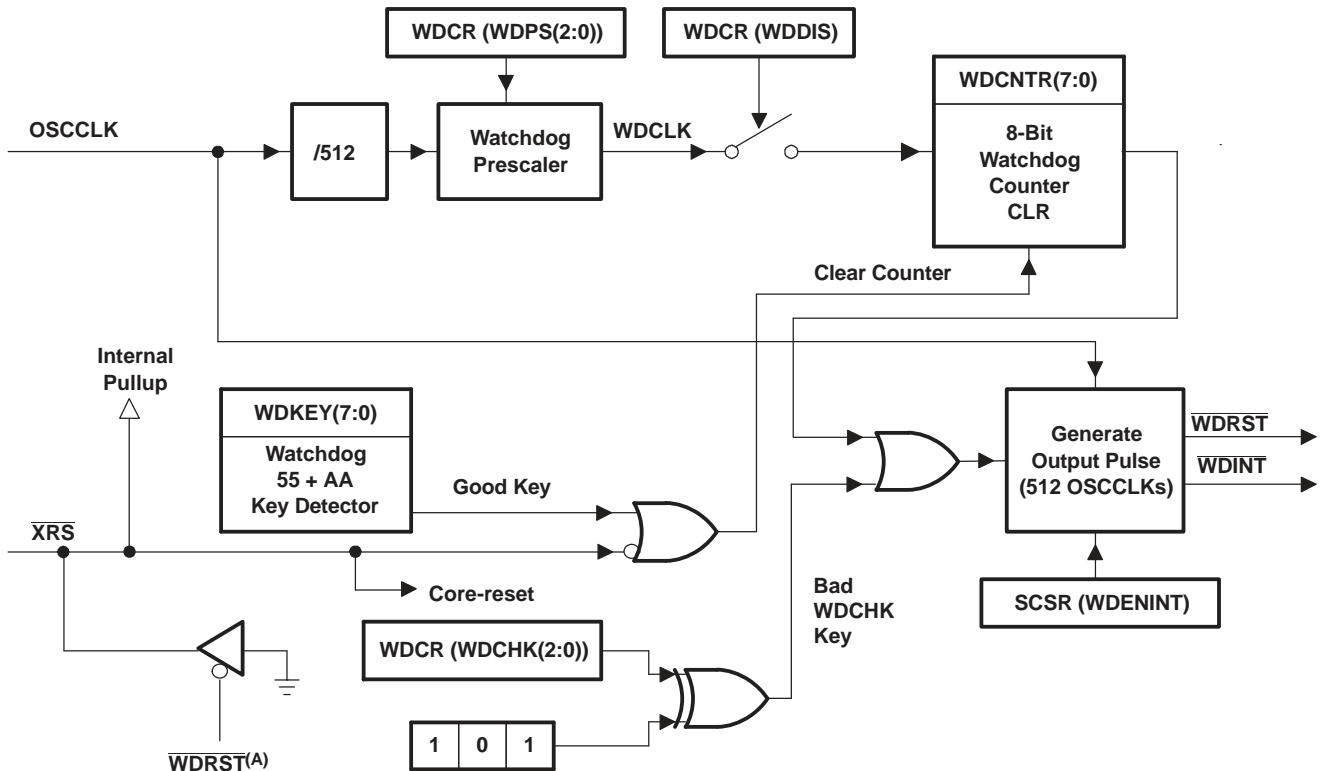 WDCR (WDPS(2:0))
WDCR (WDDIS)
WDCNTR(7:0)
OSCCLK
/512
Watchdog
Prescaler
WDCLK
8-Bit
Watchdog
Counter
CLR
Clear Counter
Internal
Pullup
WDKEY(7:0)
Watchdog
55 + AA
Key Detector
Good Key
Generate
Output Pulse
(512 OSCCLKs)
WDRST
WDINT
XRS
Core-reset
Bad
WDCHK
Key
SCSR (WDENINT)
WDCR (WDCHK(2:0))
1 0 1
WDRST(A)